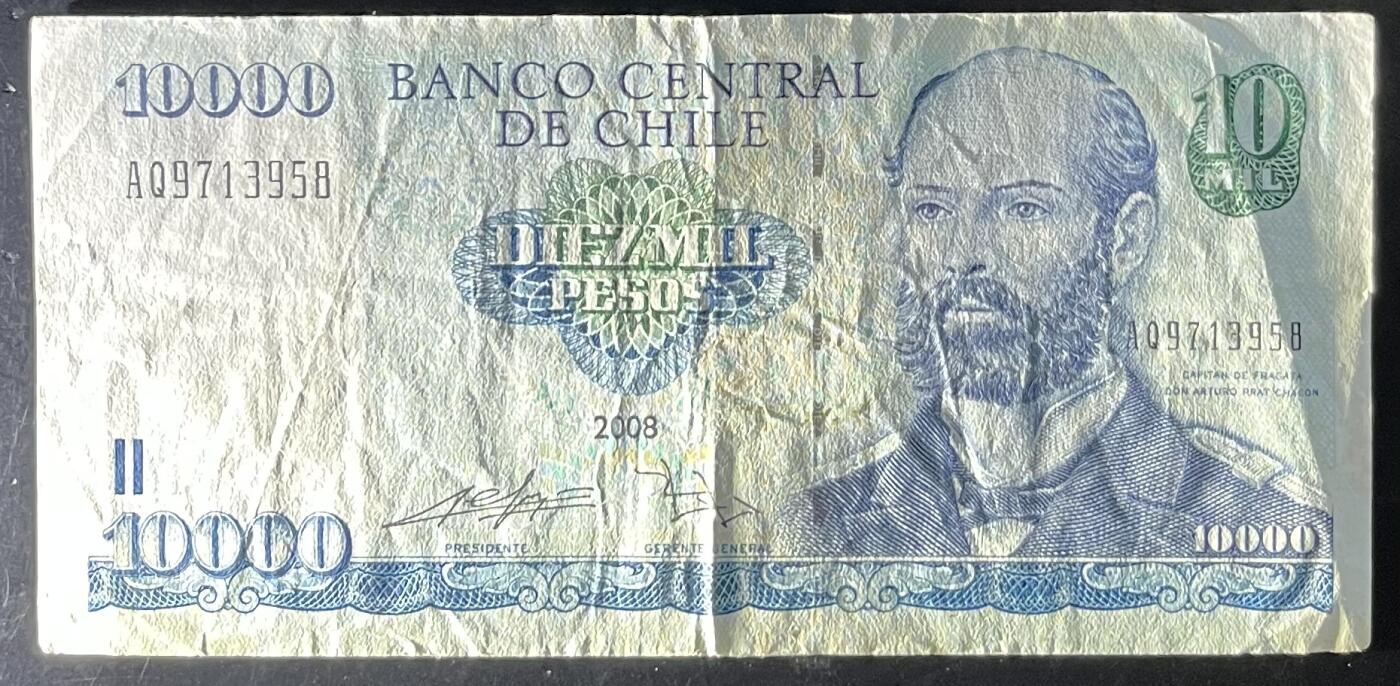 10000
BANCO CENTRAL
DE CHILE
10
MIL
AQ9713958
DIEZ MIL
PESOS
AQ9713958
CAPITAN DE FRAGATA
DON ARTURO PRAT CHACON
2008
10000
PRESIDENTE
GERENTE GENERAL
10000